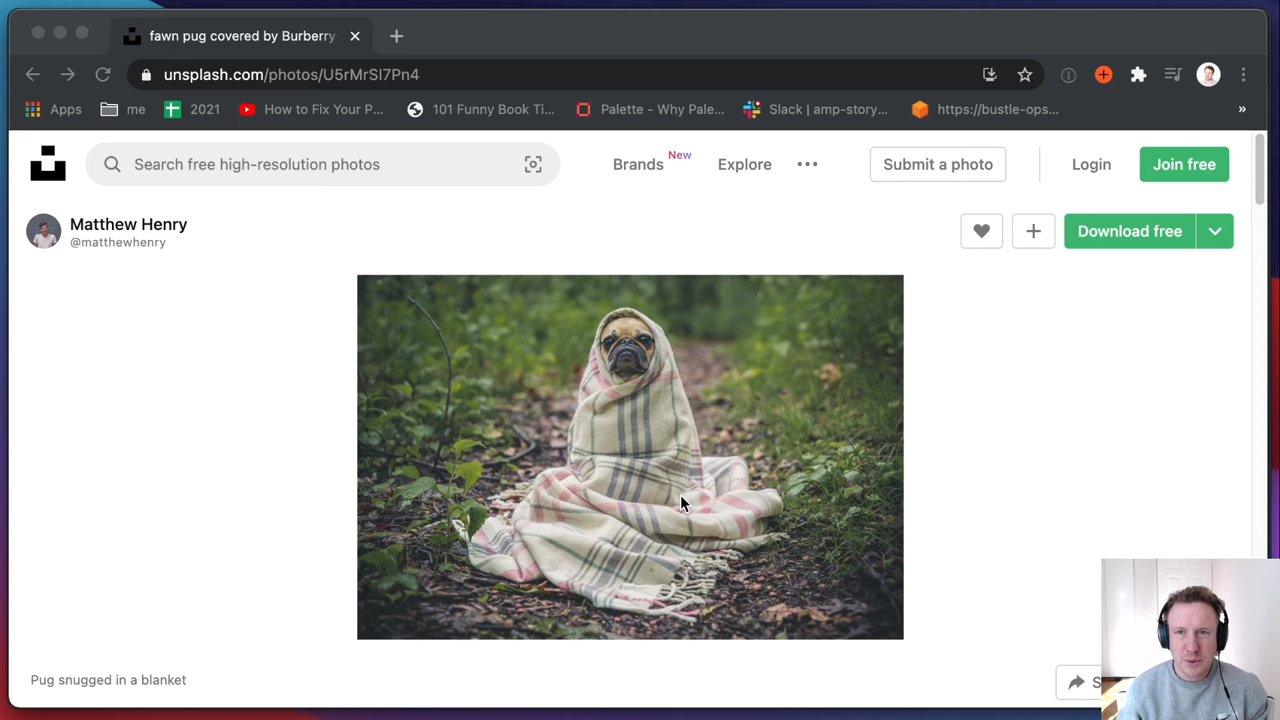 fawn pug covered by Burberry
unsplash.com/photos/U5rMrSI7Pn4
Apps
me
2021
How to Fix Your P...
101 Funny Book Ti...
Palette - Why Pale...
Slack | amp-story...
https://bustle-ops...
»
Search free high-resolution photos
Brands New
Explore
Submit a photo
Login
Join free
Matthew Henry
@matthewhenry
Download free
Pug snugged in a blanket
S